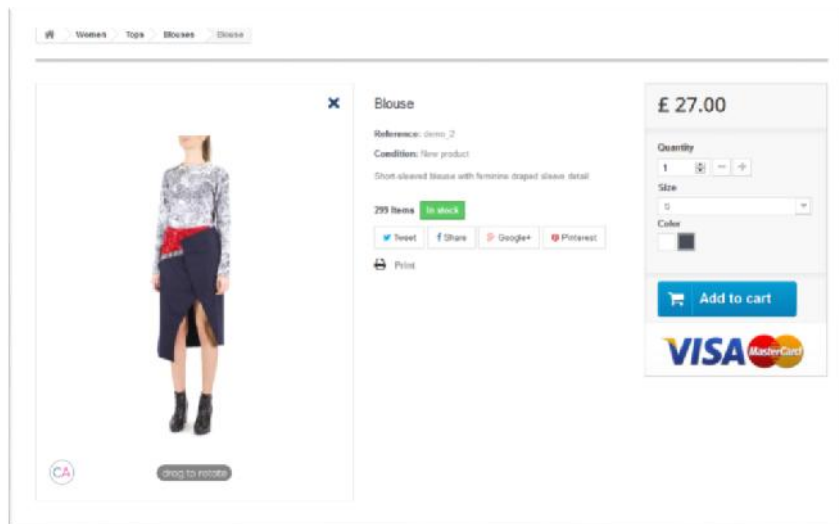 Women Tops Blouses Blouse
Blouse
Reference: demo_2
Condition: New product
Short-sleeved blouse with feminine draped sleeve detail
299 Items In stock
Tweet Share Google+ Pinterest
Print
£ 27.00
Quantity
1
Size
S
Color
Add to cart
VISA MasterCard
CA
drag to rotate